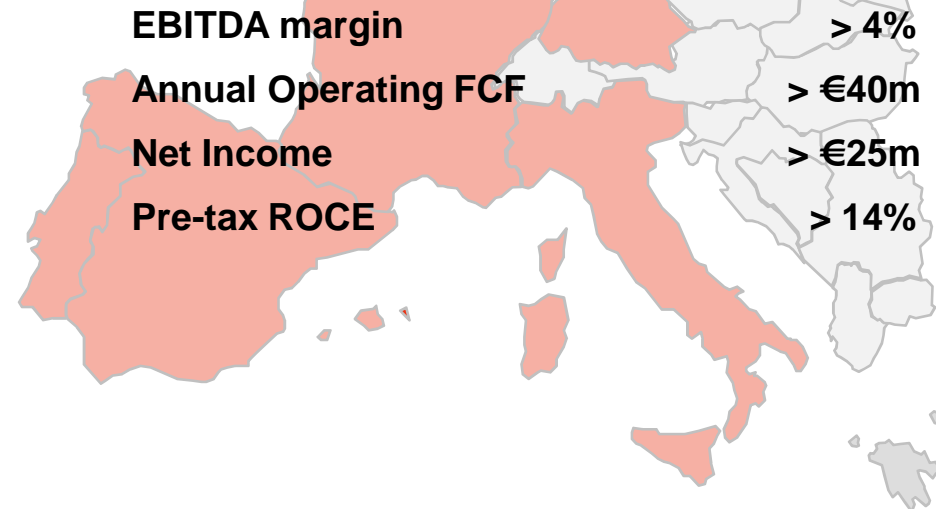 EBITDA margin > 4%
Annual Operating FCF > €40m
Net Income > €25m
Pre-tax ROCE > 14%